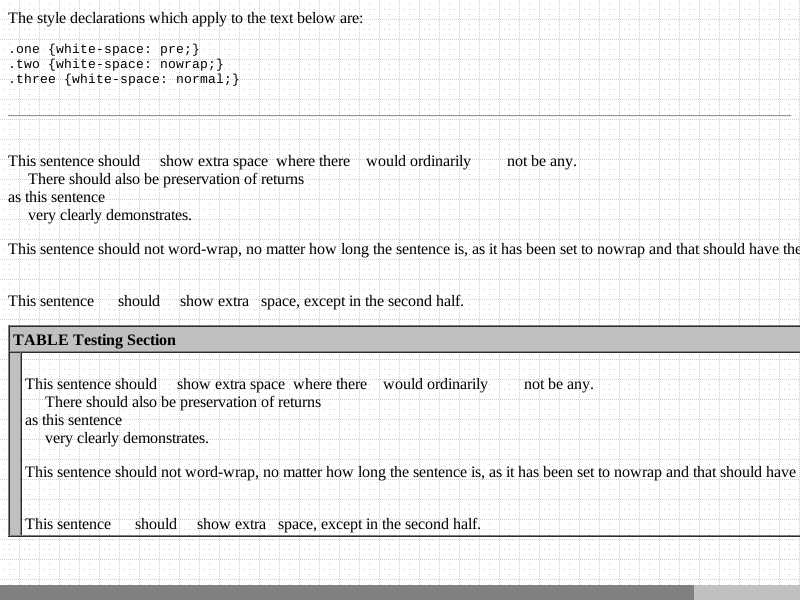 The style declarations which apply to the text below are:
.one {white-space: pre;}
.two {white-space: nowrap;}
.three {white-space: normal;}
This sentence should     show extra space  where there    would ordinarily         not be any.
     There should also be preservation of returns
as this sentence
     very clearly demonstrates.
This sentence should not word-wrap, no matter how long the sentence is, as it has been set to nowrap and that should have the
This sentence      should     show extra   space, except in the second half.
TABLE Testing Section
This sentence should     show extra space  where there    would ordinarily         not be any.
     There should also be preservation of returns
as this sentence
     very clearly demonstrates.
This sentence should not word-wrap, no matter how long the sentence is, as it has been set to nowrap and that should have
This sentence      should     show extra   space, except in the second half.